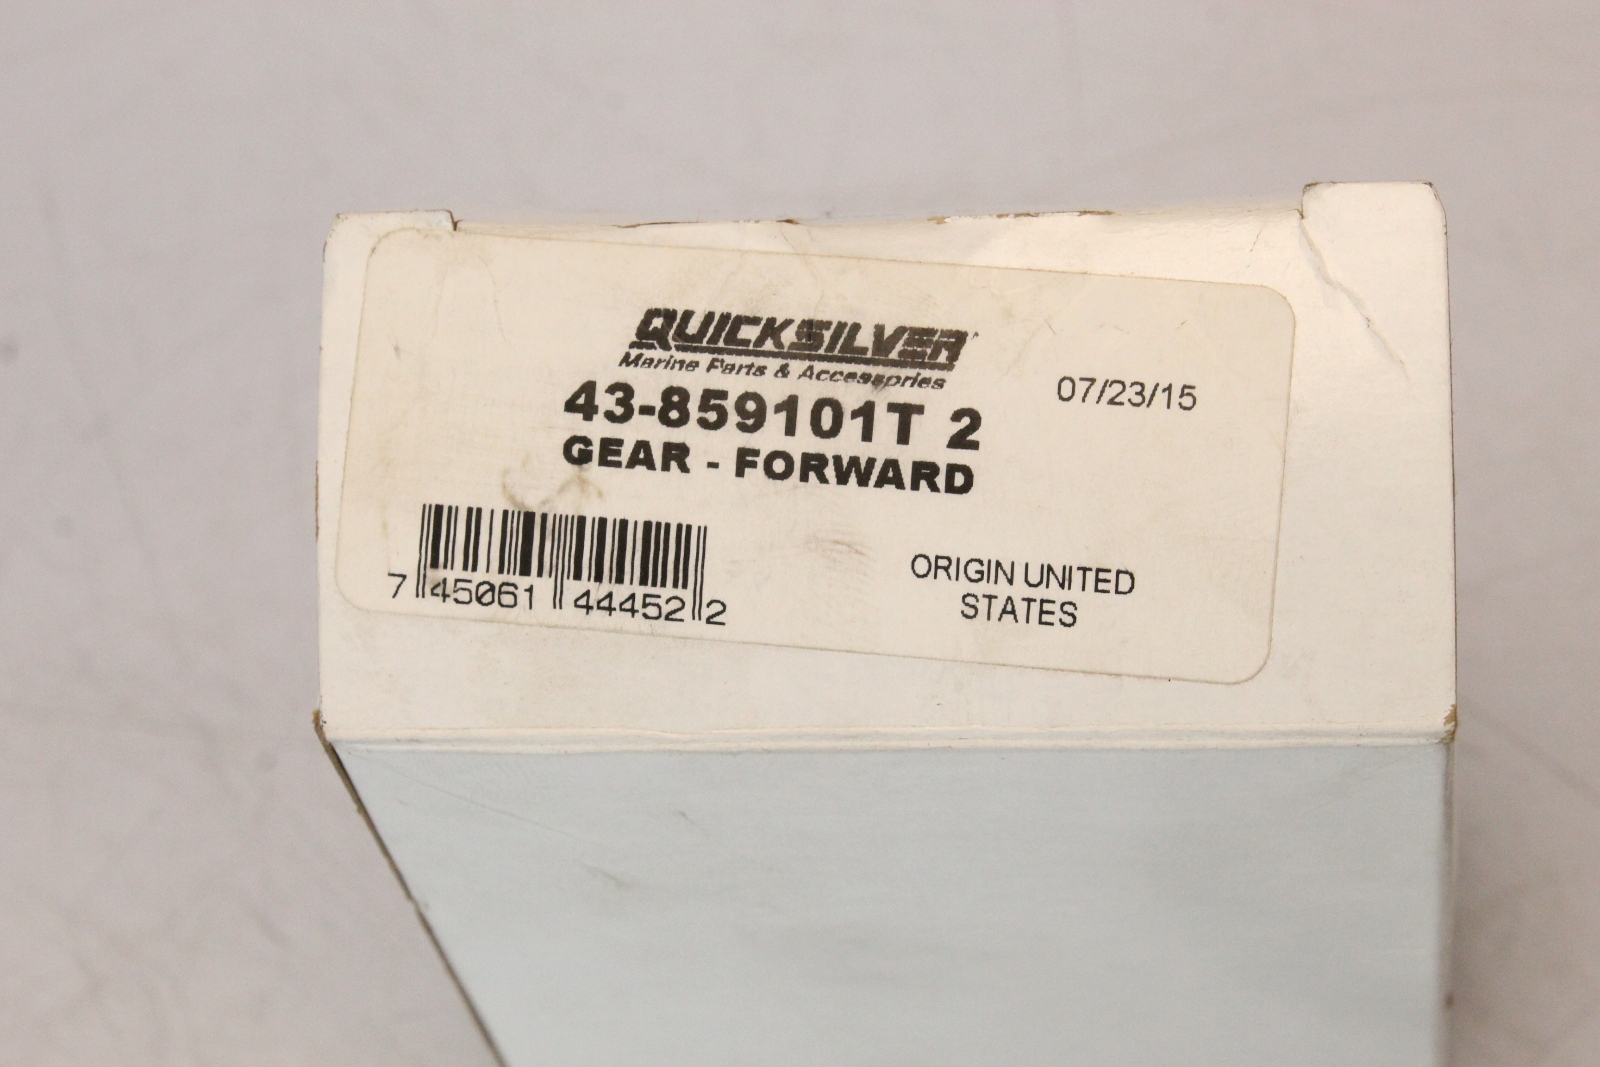 QUICKSILVER
Marine Parts & Accessories
43-859101T 2
GEAR - FORWARD
07/23/15
7 45061 44452 2
ORIGIN UNITED
STATES